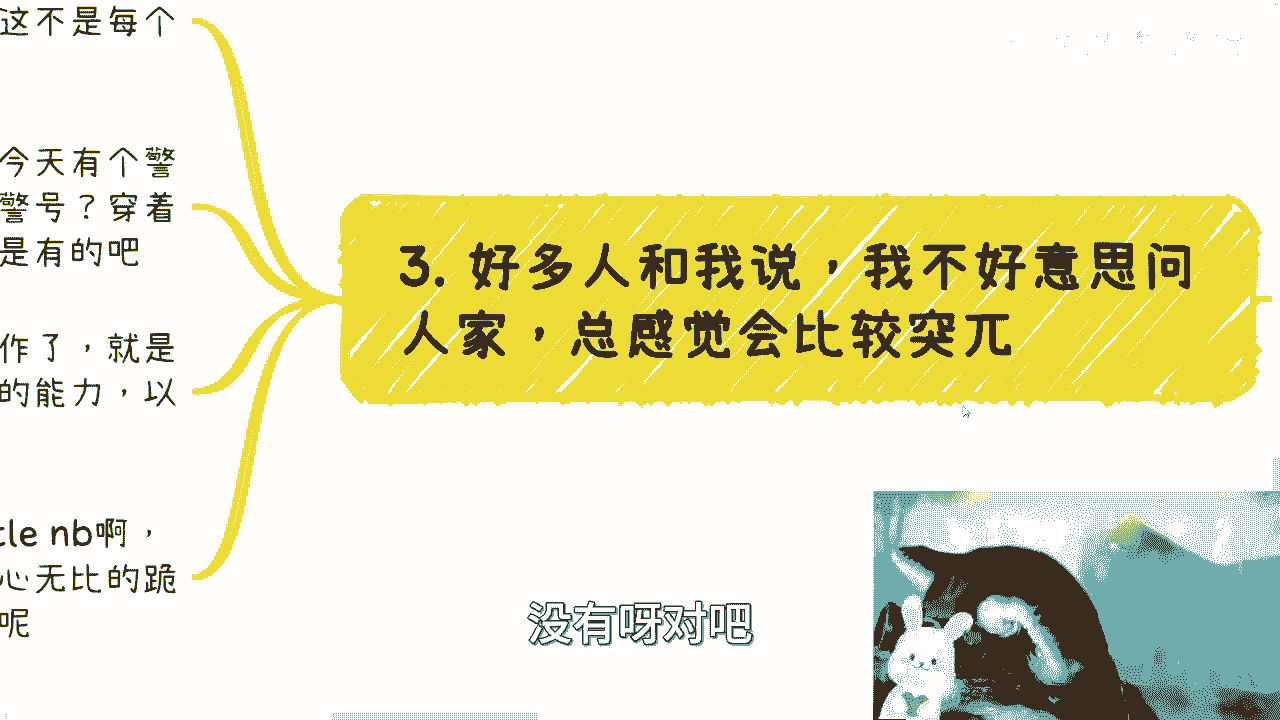 这不是每个
今天有个警
警号？穿着
是有的吧
作了，就是
的能力，以
tle nb啊，
心无比的跪
呢
3. 好多人和我说，我不好意思问
人家，总感觉会比较突兀
没有呀对吧